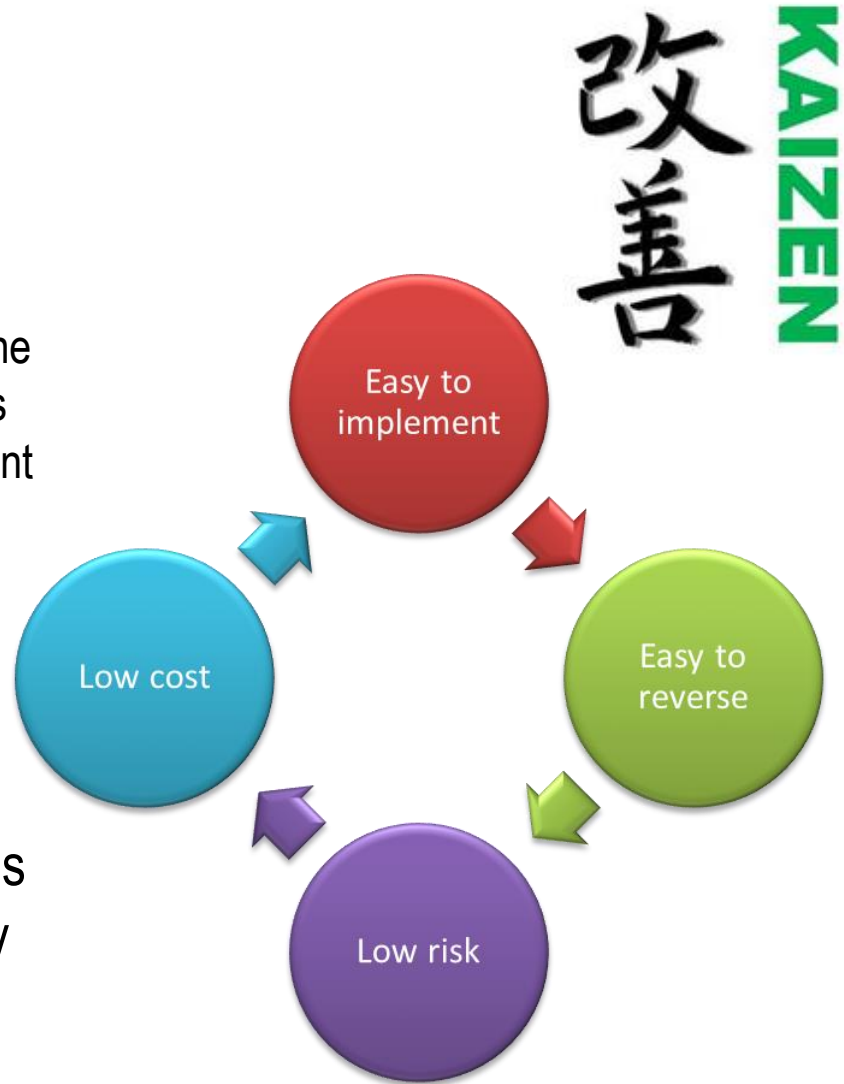 改善
KAIZEN
Easy to
implement
Easy to
reverse
Low risk
Low cost